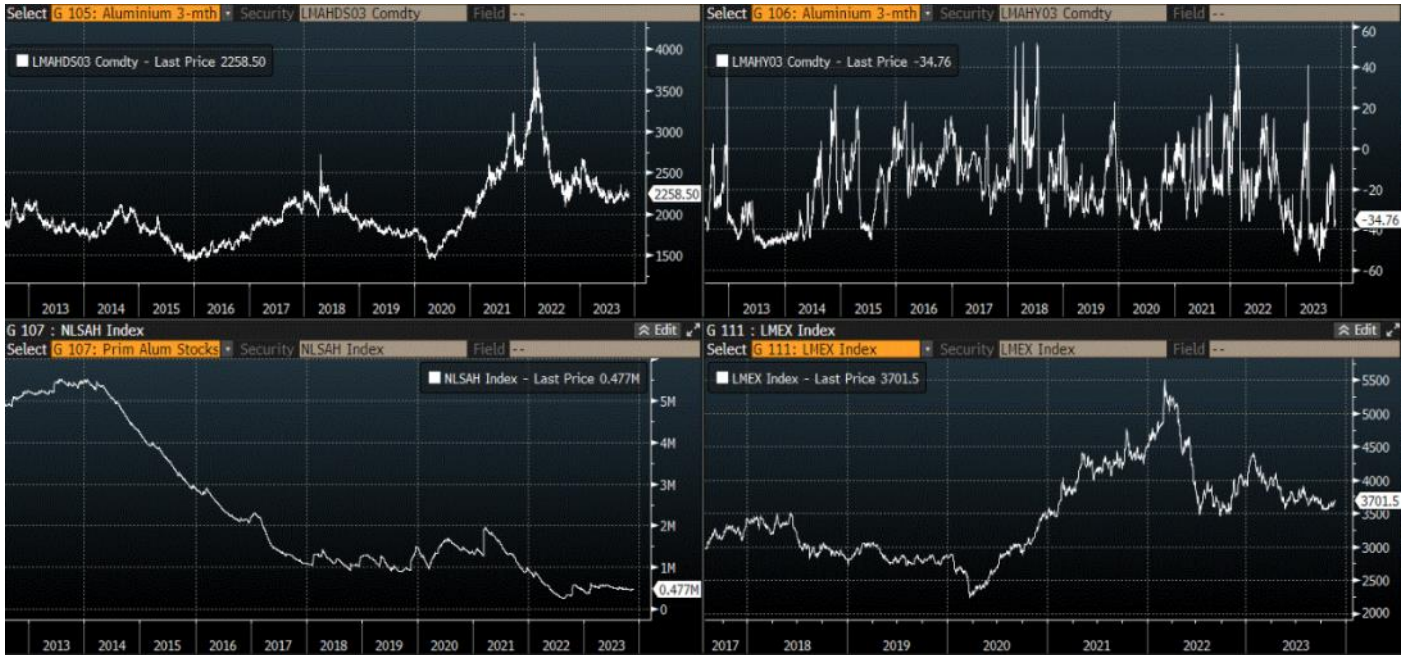 Select G 105: Aluminium 3-mth Security LMAHDS03 Comdty Field --
LMAHDS03 Comdty - Last Price 2258.50
4000
3500
3000
2500
2258.50
2000
1500
2013 2014 2015 2016 2017 2018 2019 2020 2021 2022 2023
Select G 106: Aluminium 3-mth Security LMAHY03 Comdty Field --
LMAHY03 Comdty - Last Price -34.76
60
40
20
0
-20
-34.76
-40
-60
2013 2014 2015 2016 2017 2018 2019 2020 2021 2022 2023
G 107 : NLSAH Index Edit
Select G 107: Prim Alum Stocks Security NLSAH Index Field --
NLSAH Index - Last Price 0.477M
5M
4M
3M
2M
1M
0.477M
0
2013 2014 2015 2016 2017 2018 2019 2020 2021 2022 2023
G 111 : LMEX Index Edit
Select G 111: LMEX Index Security LMEX Index Field --
LMEX Index - Last Price 3701.5
5500
5000
4500
4000
3701.5
3500
3000
2500
2000
2017 2018 2019 2020 2021 2022 2023